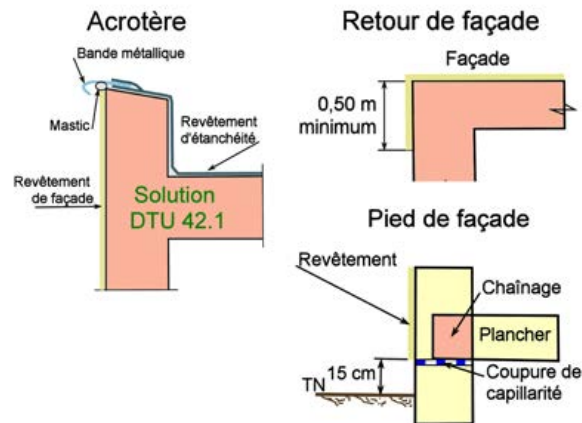 Acrotère
Bande métallique
Mastic
Revêtement
d'étanchéité
Revêtement
de façade
Solution
DTU 42.1
Retour de façade
Façade
0,50 m
minimum
Pied de façade
Revêtement
Chaînage
Plancher
15 cm
TN
Coupure de
capillarité